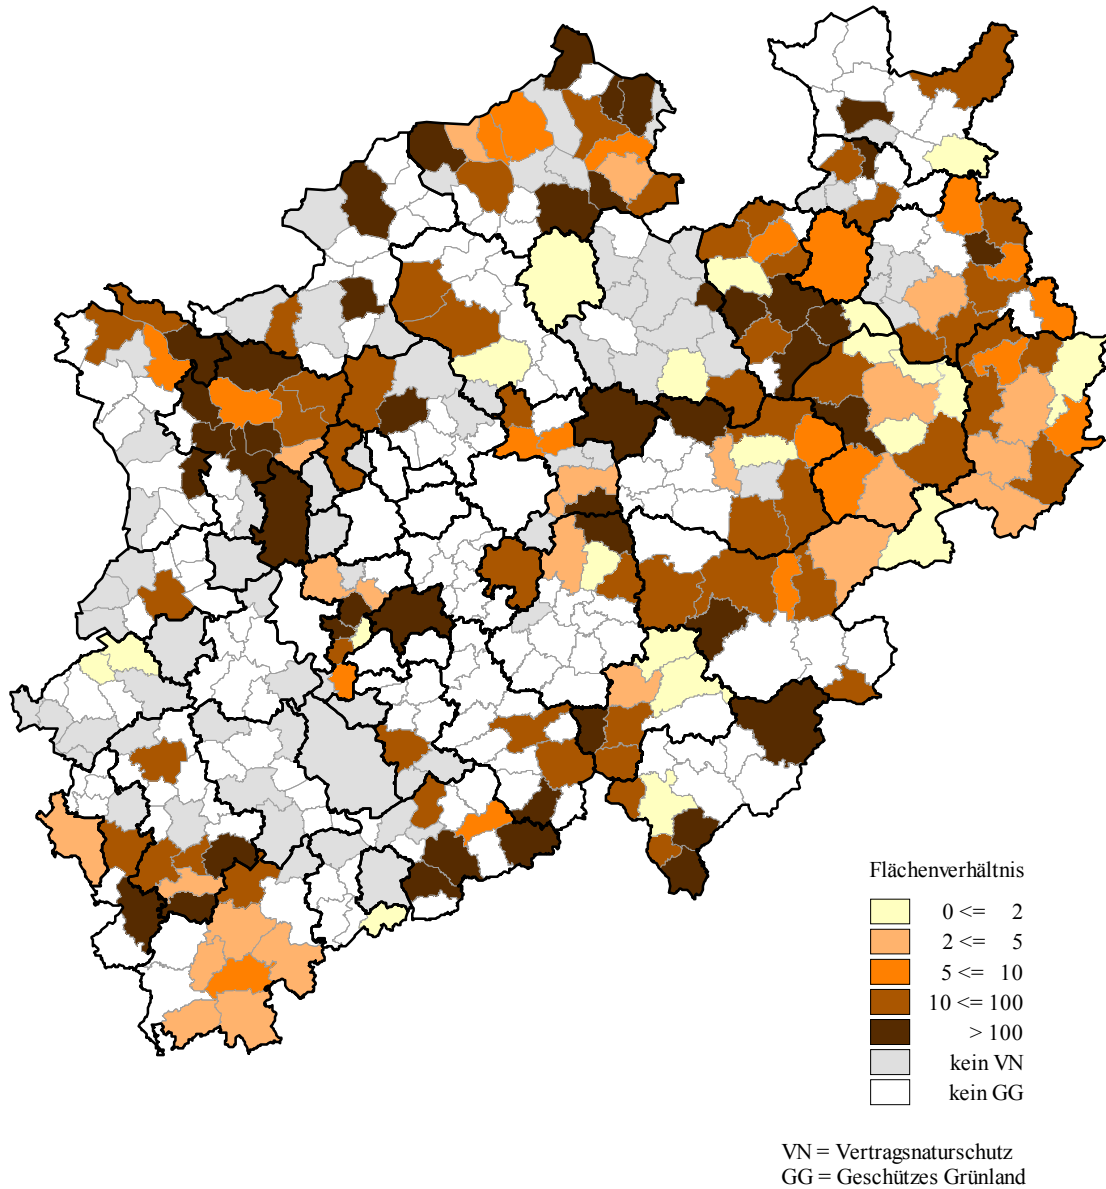 Flächenverhältnis
0 <= 2
2 <= 5
5 <= 10
10 <= 100
> 100
kein VN
kein GG
VN = Vertragsnaturschutz
GG = Geschützes Grünland